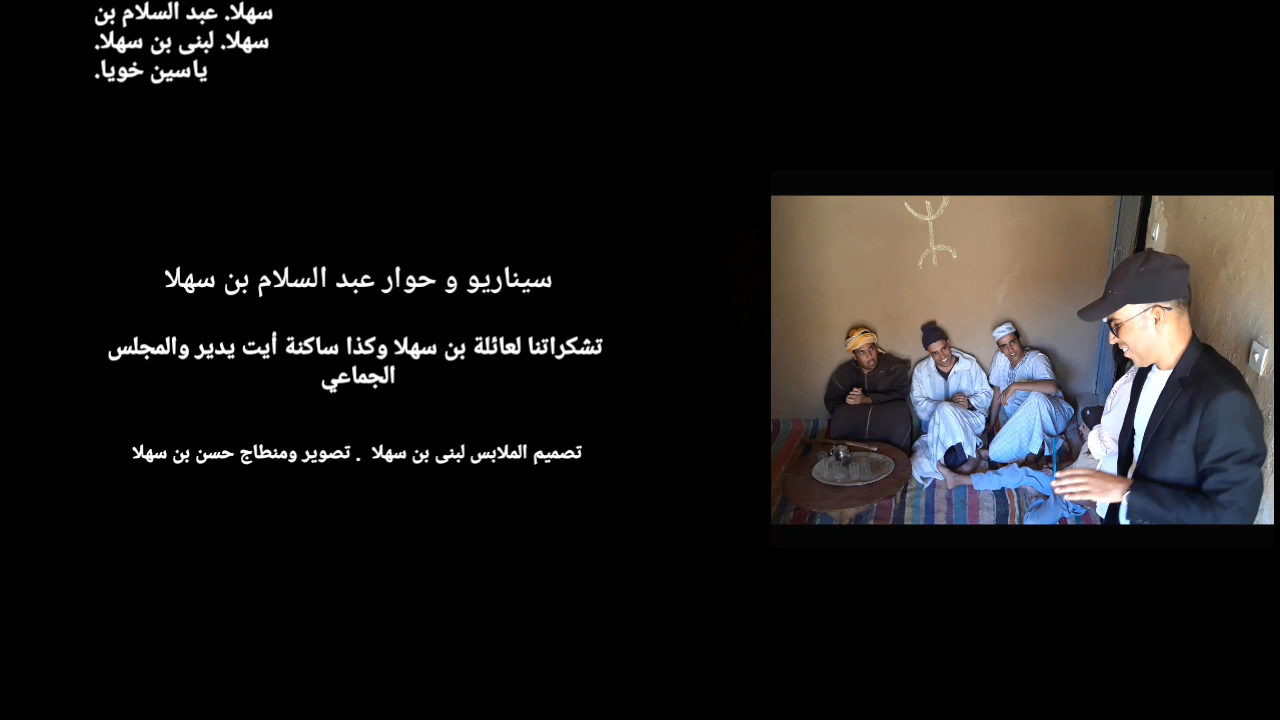 سهلا. عبد السلام بن
سهلا. لبنى بن سهلا.
ياسين خويا.
سيناريو و حوار عبد السلام بن سهلا
تشكراتنا لعائلة بن سهلا وكذا ساكنة أيت يدير والمجلس
الجماعي
تصميم الملابس لبنى بن سهلا . تصوير ومنطاج حسن بن سهلا